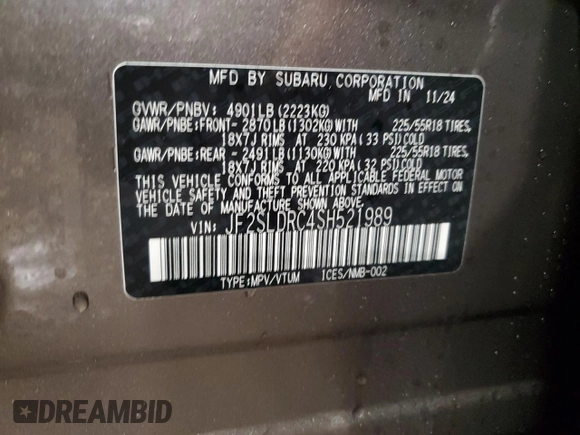 MFD BY SUBARU CORPORATION
MFD IN 11/24
GVWR/PNBV: 4901LB(2223KG)
GAWR/PNBE:FRONT- 2870LB(1302KG)WITH 225/55R18 TIRES,
18X7J RIMS AT 230 KPA(33 PSI)COLD
GAWR/PNBE:REAR - 2491LB(1130KG)WITH 225/55R18 TIRES,
18X7J RIMS AT 220 KPA(32 PSI)COLD
THIS VEHICLE CONFORMS TO ALL APPLICABLE FEDERAL MOTOR
VEHICLE SAFETY AND THEFT PREVENTION STANDARDS IN EFFECT
ON THE DATE OF MANUFACTURE SHOWN ABOVE.
VIN: JF2SLDRC4SH521989
TYPE:MPV/VTUM ICES/NMB-002
DREAMBID